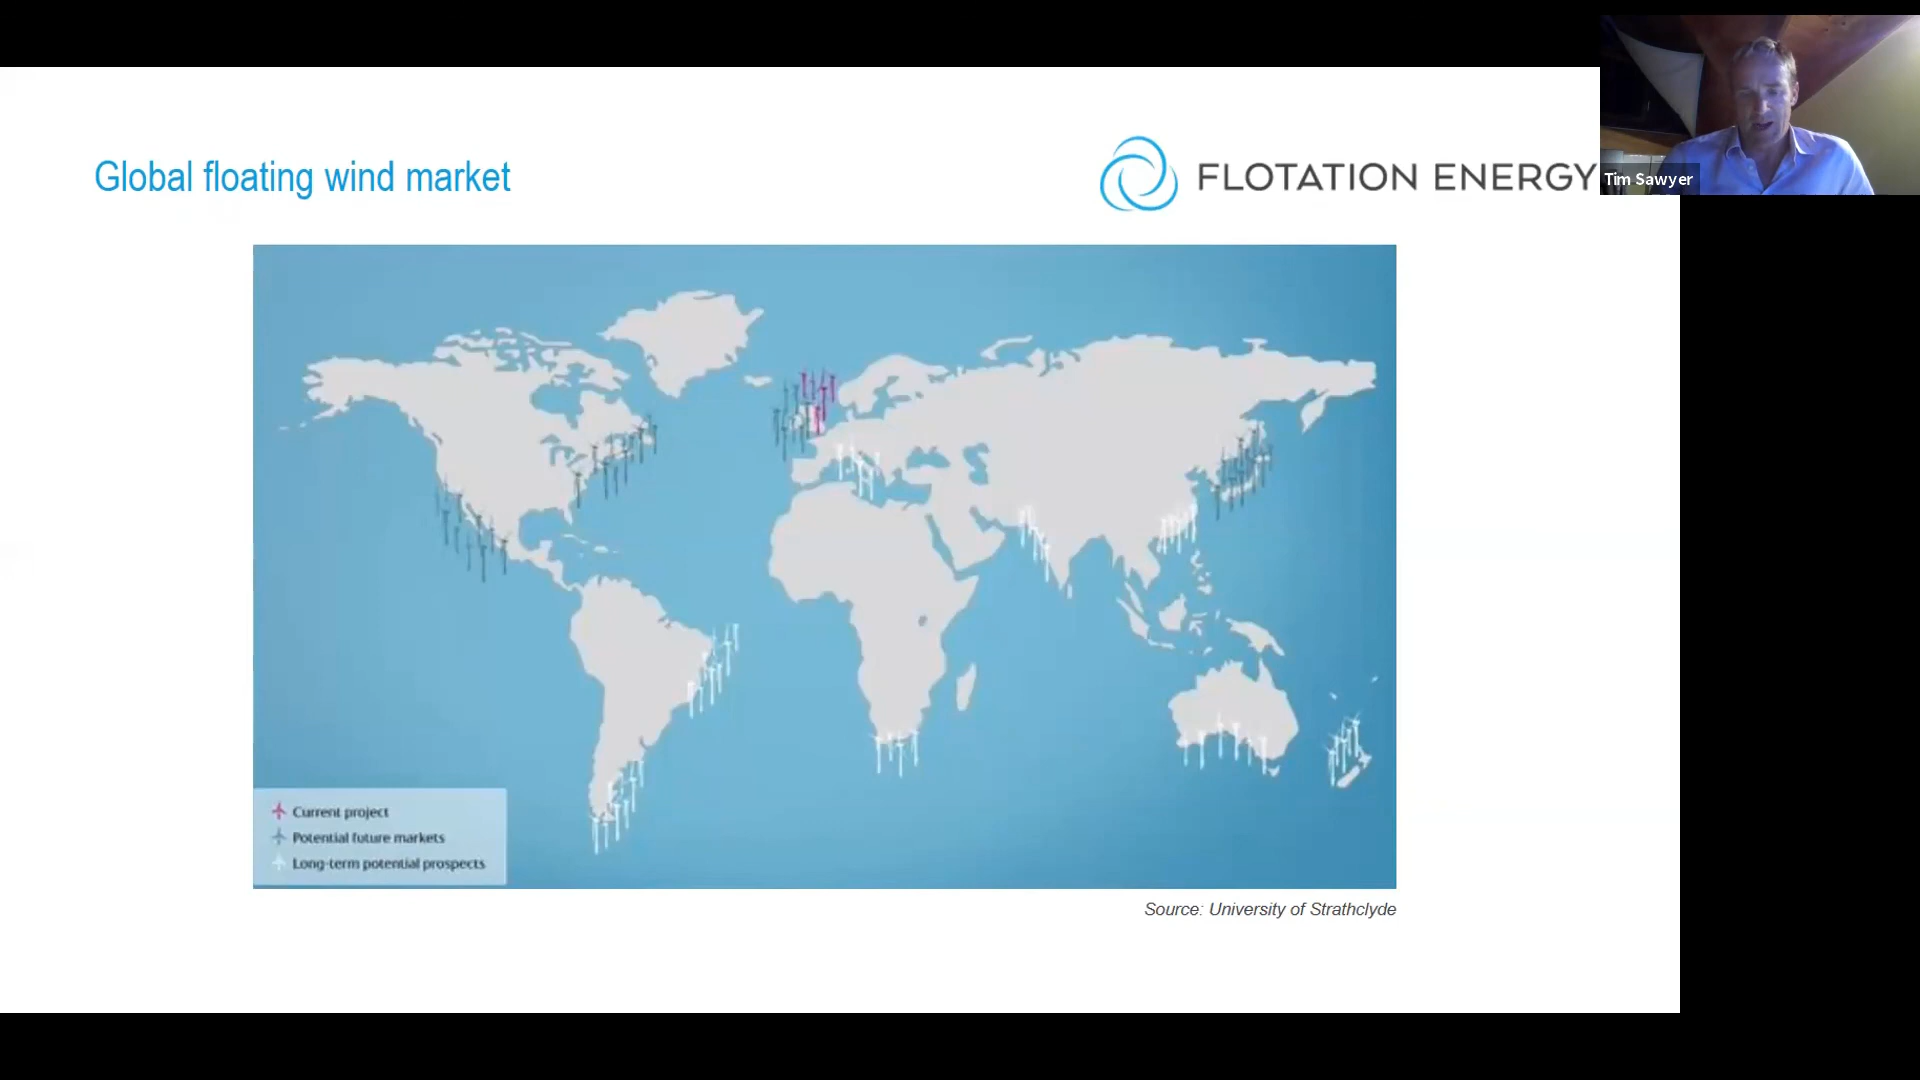 Global floating wind market
FLOTATION ENERGY
Tim Sawyer
Current project
Potential future markets
Long-term potential prospects
Source: University of Strathclyde